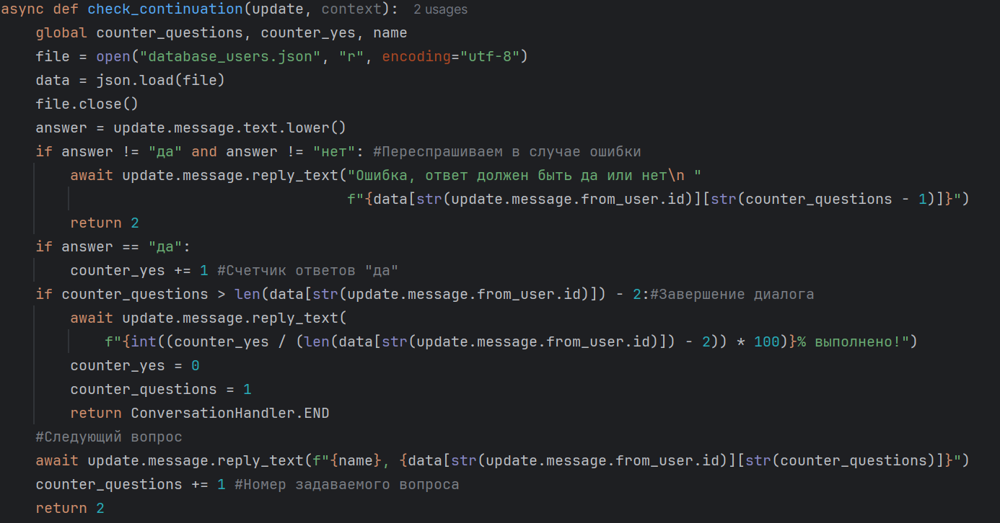 async def check_continuation(update, context):  2 usages
    global counter_questions, counter_yes, name
    file = open("database_users.json", "r", encoding="utf-8")
    data = json.load(file)
    file.close()
    answer = update.message.text.lower()
    if answer != "да" and answer != "нет": #Переспрашиваем в случае ошибки
        await update.message.reply_text("Ошибка, ответ должен быть да или нет\n "
                                        f"{data[str(update.message.from_user.id)][str(counter_questions - 1)]}")
        return 2
    if answer == "да":
        counter_yes += 1 #Счетчик ответов "да"
    if counter_questions > len(data[str(update.message.from_user.id)]) - 2:#Завершение диалога
        await update.message.reply_text(
            f"{int((counter_yes / (len(data[str(update.message.from_user.id)]) - 2)) * 100)}% выполнено!")
        counter_yes = 0
        counter_questions = 1
        return ConversationHandler.END
    #Следующий вопрос
    await update.message.reply_text(f"{name}, {data[str(update.message.from_user.id)][str(counter_questions)]}")
    counter_questions += 1 #Номер задаваемого вопроса
    return 2